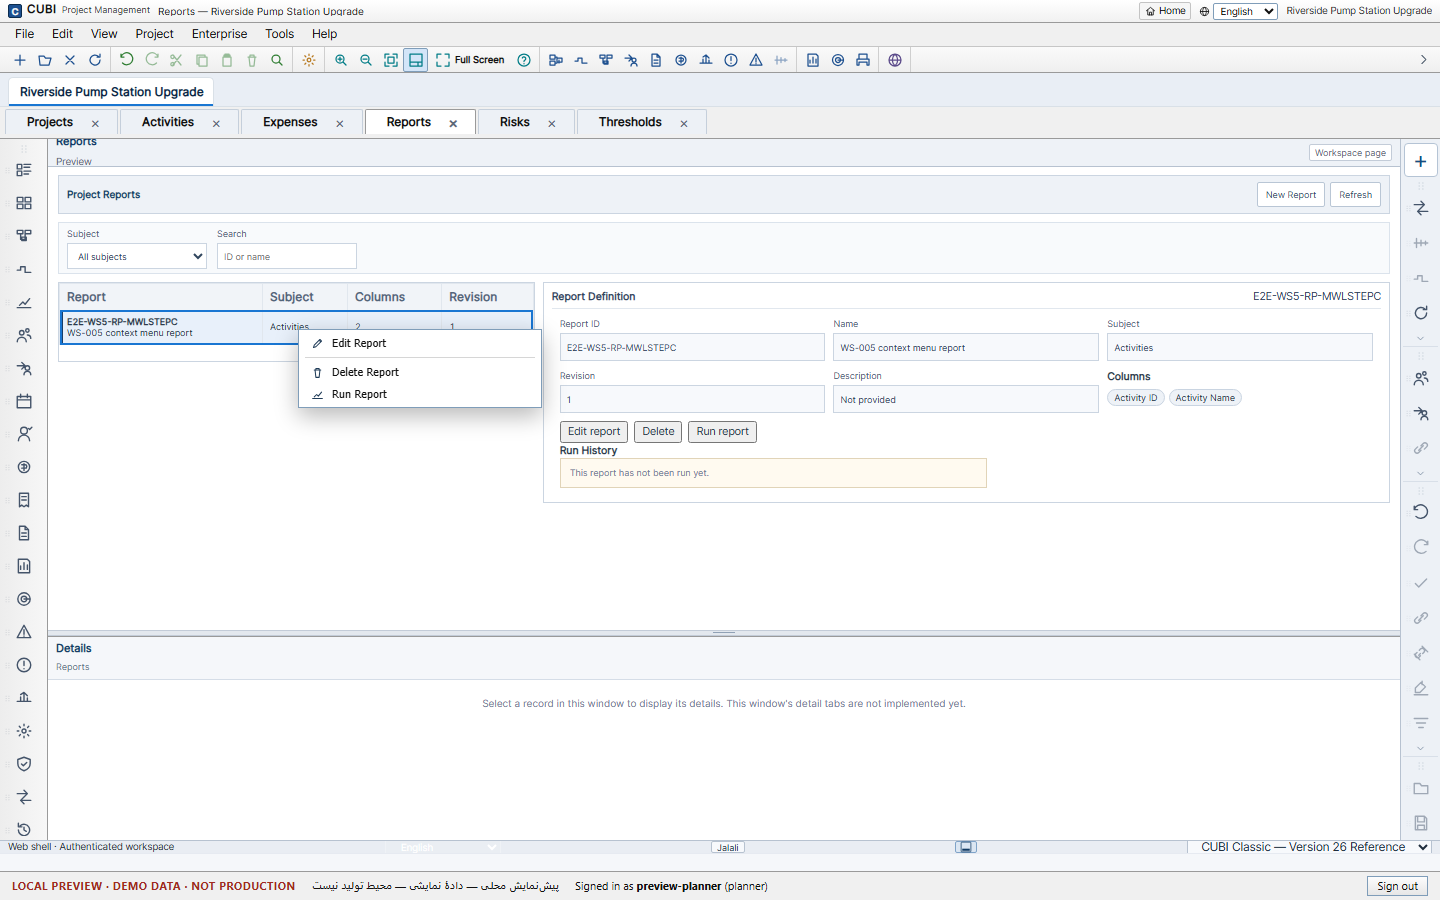 CUBI Project Management Reports — Riverside Pump Station Upgrade Home English Riverside Pump Station Upgrade
File Edit View Project Enterprise Tools Help
Full Screen
Riverside Pump Station Upgrade
Projects Activities Expenses Reports Risks Thresholds
Reports
Preview
Workspace page
Project Reports New Report Refresh
Subject Search
All subjects ID or name
Report Subject Columns Revision
E2E-WS5-RP-MWLSTEPC
WS-005 context menu report
Activities 2 1
Edit Report
Delete Report
Run Report
Report Definition E2E-WS5-RP-MWLSTEPC
Report ID Name Subject
E2E-WS5-RP-MWLSTEPC WS-005 context menu report Activities
Revision Description Columns
1 Not provided Activity ID Activity Name
Edit report Delete Run report
Run History
This report has not been run yet.
Details
Reports
Select a record in this window to display its details. This window's detail tabs are not implemented yet.
Web shell · Authenticated workspace English Jalali CUBI Classic — Version 26 Reference
LOCAL PREVIEW · DEMO DATA · NOT PRODUCTION پیش‌نمایش محلی — دادهٔ نمایشی — محیط تولید نیست Signed in as preview-planner (planner) Sign out